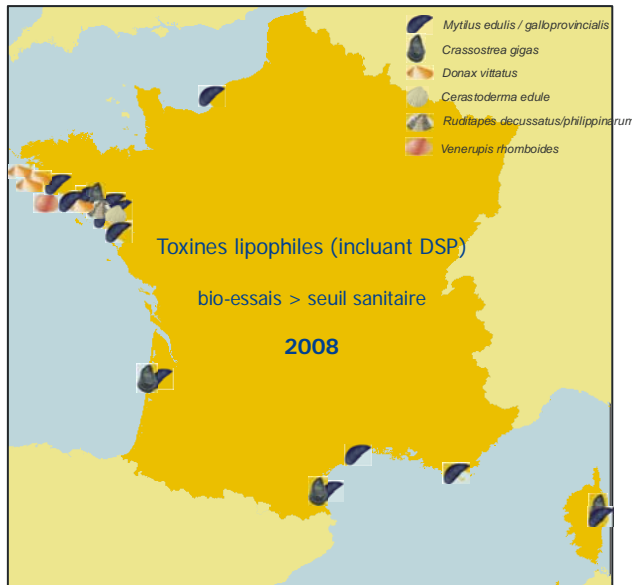 Mytilus edulis / galloprovincialis
Crassostrea gigas
Donax vittatus
Cerastoderma edule
Ruditapes decussatus/philippinarum
Venerupis rhomboides
Toxines lipophiles (incluant DSP)
bio-essais > seuil sanitaire
2008